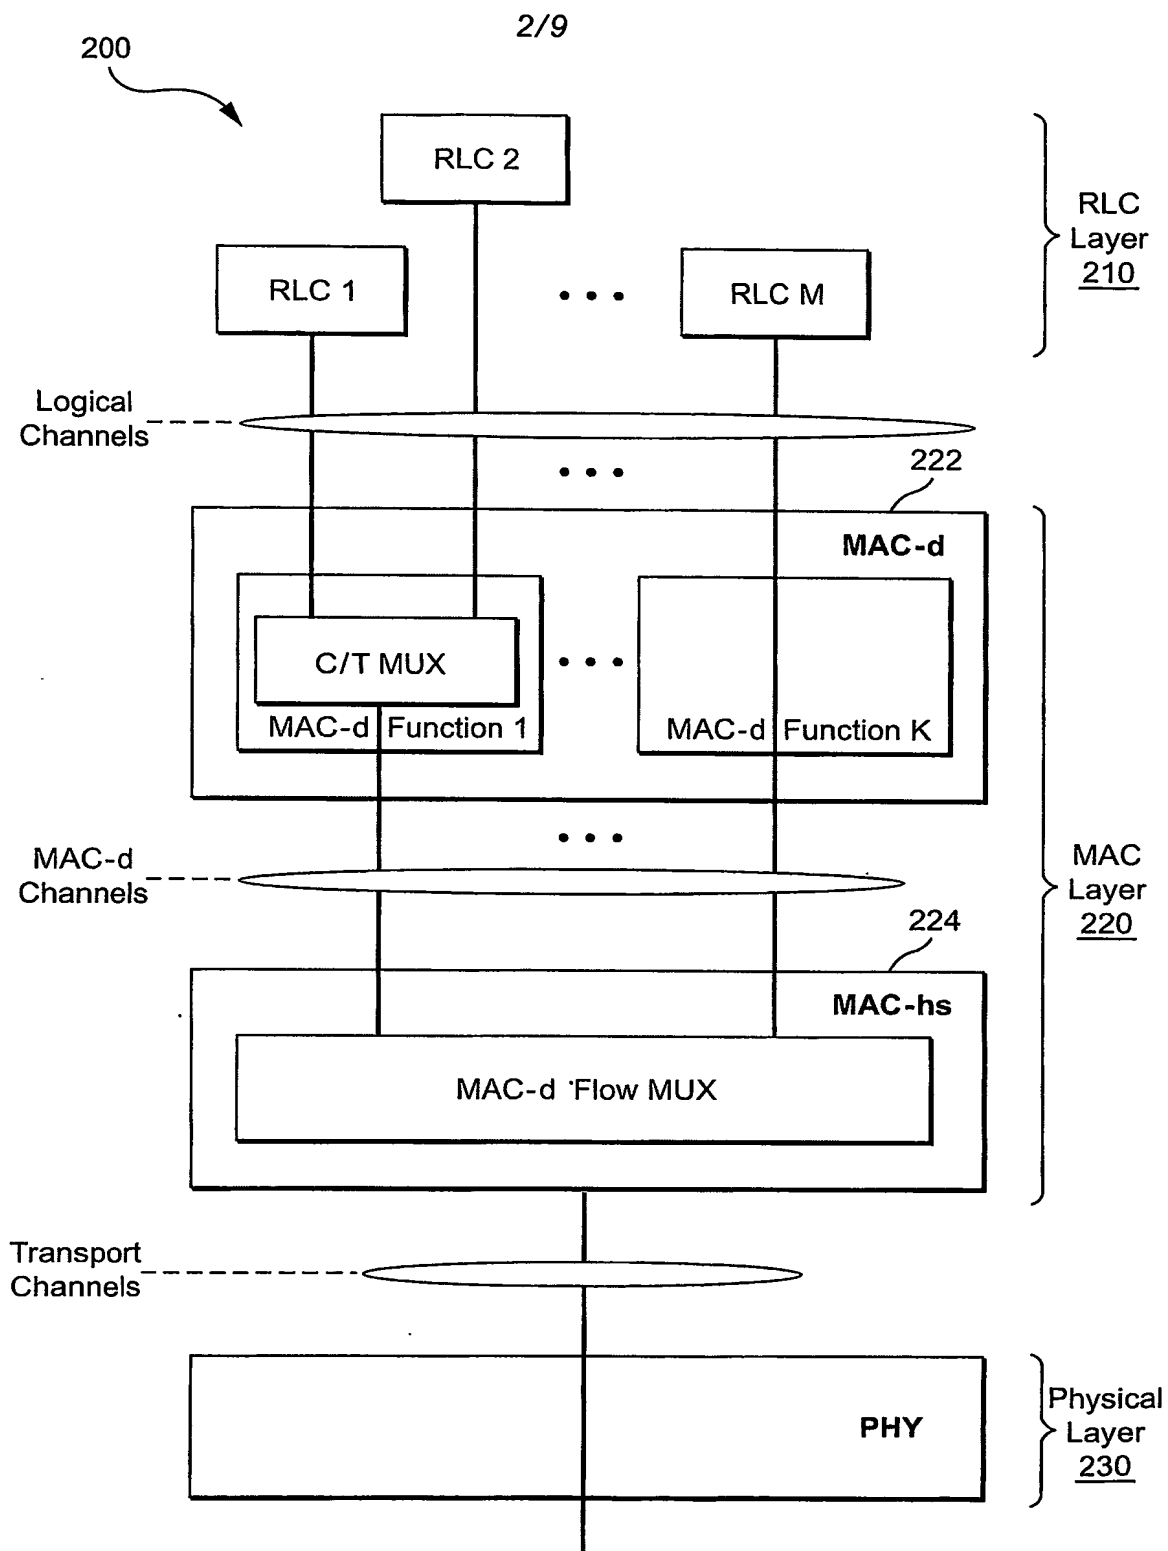 2/9
200
RLC 2
RLC
Layer
210
RLC 1
• • •
RLC M
Logical
Channels
• • •
222
MAC-d
C/T MUX
• • •
MAC-d Function 1
MAC-d Function K
• • •
MAC-d
Channels
MAC
Layer
220
224
MAC-hs
MAC-d Flow MUX
Transport
Channels
PHY
Physical
Layer
230